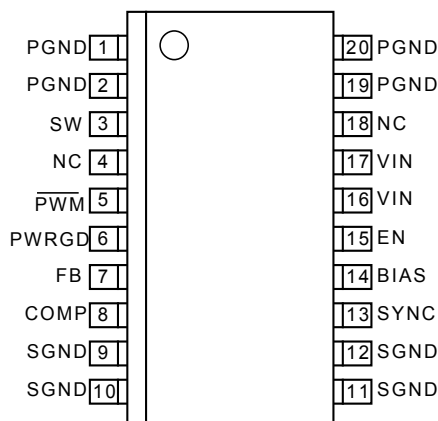 PGND 1 20 PGND
PGND 2 19 PGND
SW 3 18 NC
NC 4 17 VIN
P̅W̅M̅ 5 16 VIN
PWRGD 6 15 EN
FB 7 14 BIAS
COMP 8 13 SYNC
SGND 9 12 SGND
SGND 10 11 SGND